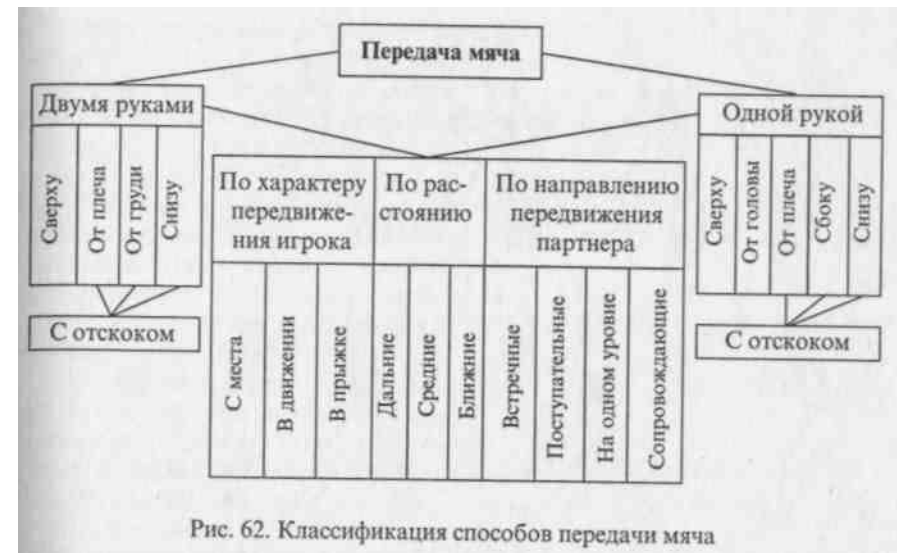 Передача мяча
Двумя руками
Одной рукой
Сверху
От плеча
От груди
Снизу
По характеру
передвиже-
ния игрока
По рас-
стоянию
По направлению
передвижения
партнера
Сверху
От головы
От плеча
Сбоку
Снизу
С отскоком
С отскоком
С места
В движении
В прыжке
Дальние
Средние
Ближние
Встречные
Поступательные
На одном уровне
Сопровождающие
Рис. 62. Классификация способов передачи мяча